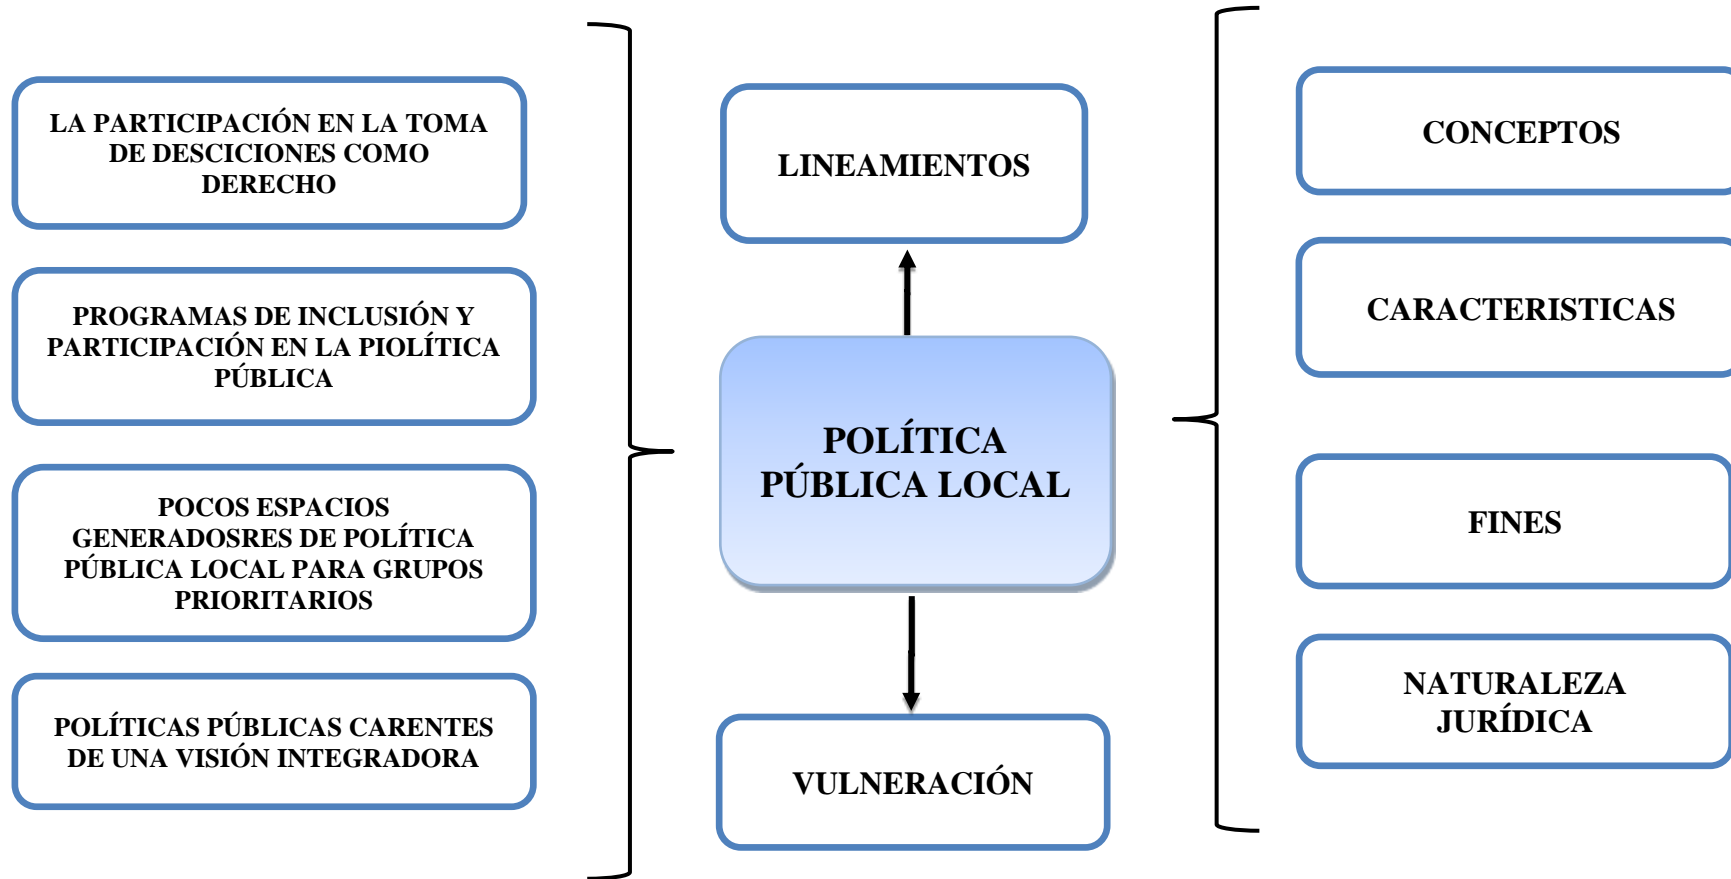 LA PARTICIPACIÓN EN LA TOMA
DE DESCICIONES COMO
DERECHO
PROGRAMAS DE INCLUSIÓN Y
PARTICIPACIÓN EN LA PIOLÍTICA
PÚBLICA
POCOS ESPACIOS
GENERADOSRES DE POLÍTICA
PÚBLICA LOCAL PARA GRUPOS
PRIORITARIOS
POLÍTICAS PÚBLICAS CARENTES
DE UNA VISIÓN INTEGRADORA
LINEAMIENTOS
POLÍTICA
PÚBLICA LOCAL
VULNERACIÓN
CONCEPTOS
CARACTERISTICAS
FINES
NATURALEZA
JURÍDICA